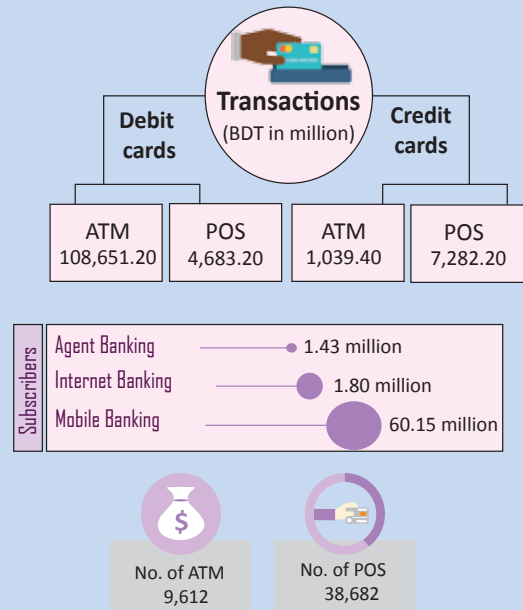 Transactions
(BDT in million)
Debit
cards
Credit
cards
ATM
108,651.20
POS
4,683.20
ATM
1,039.40
POS
7,282.20
Subscribers
Agent Banking
1.43 million
Internet Banking
1.80 million
Mobile Banking
60.15 million
$
No. of ATM
9,612
No. of POS
38,682